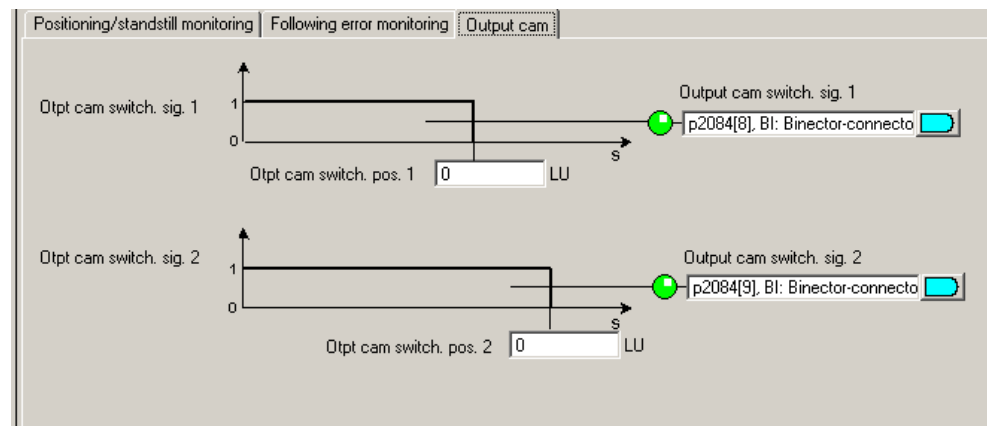 Positioning/standstill monitoring Following error monitoring Output cam
Otpt cam switch. sig. 1
1
0
s
Output cam switch. sig. 1
p2084[8], BI: Binector-connecto
Otpt cam switch. pos. 1 0 LU
Otpt cam switch. sig. 2
1
0
s
Output cam switch. sig. 2
p2084[9], BI: Binector-connecto
Otpt cam switch. pos. 2 0 LU